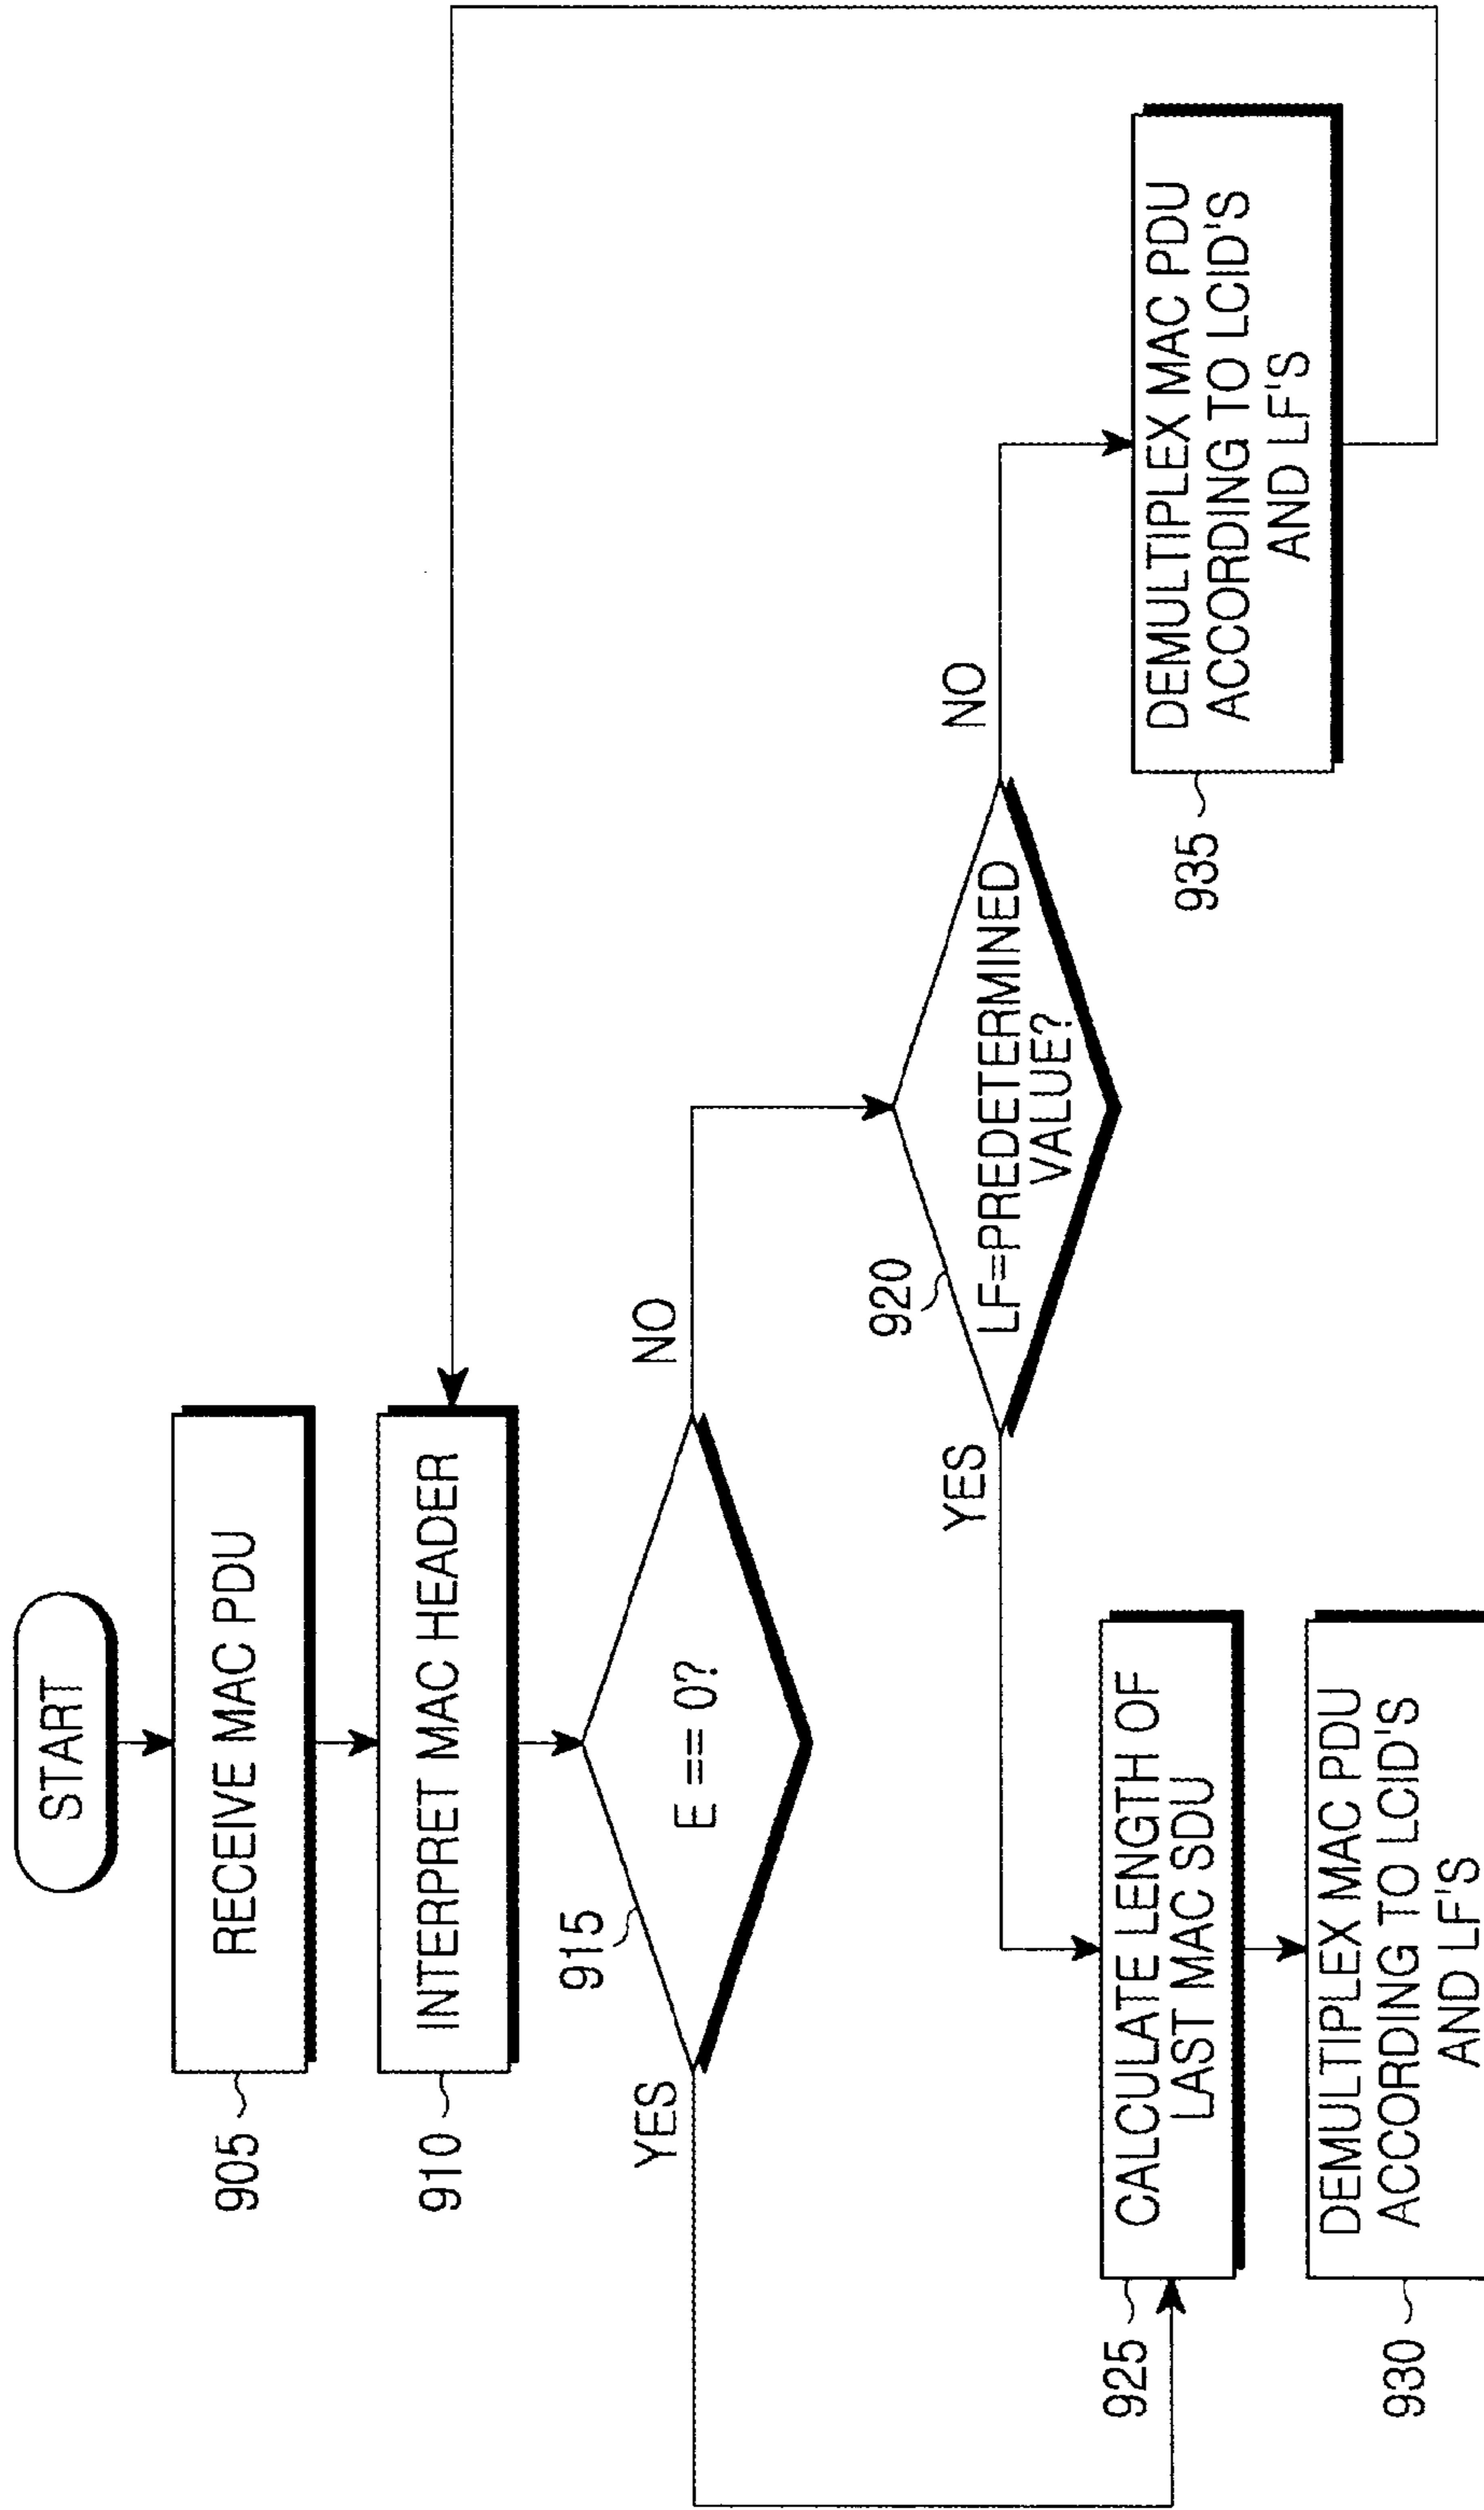 START
905
RECEIVE MAC PDU
910
INTERPRET MAC HEADER
915
E == 0?
YES
NO
920
LF=PREDETERMINED
VALUE?
YES
NO
925
CALCULATE LENGTH OF
LAST MAC SDU
935
DEMULTIPLEX MAC PDU
ACCORDING TO LCID'S
AND LF'S
930
DEMULTIPLEX MAC PDU
ACCORDING TO LCID'S
AND LF'S